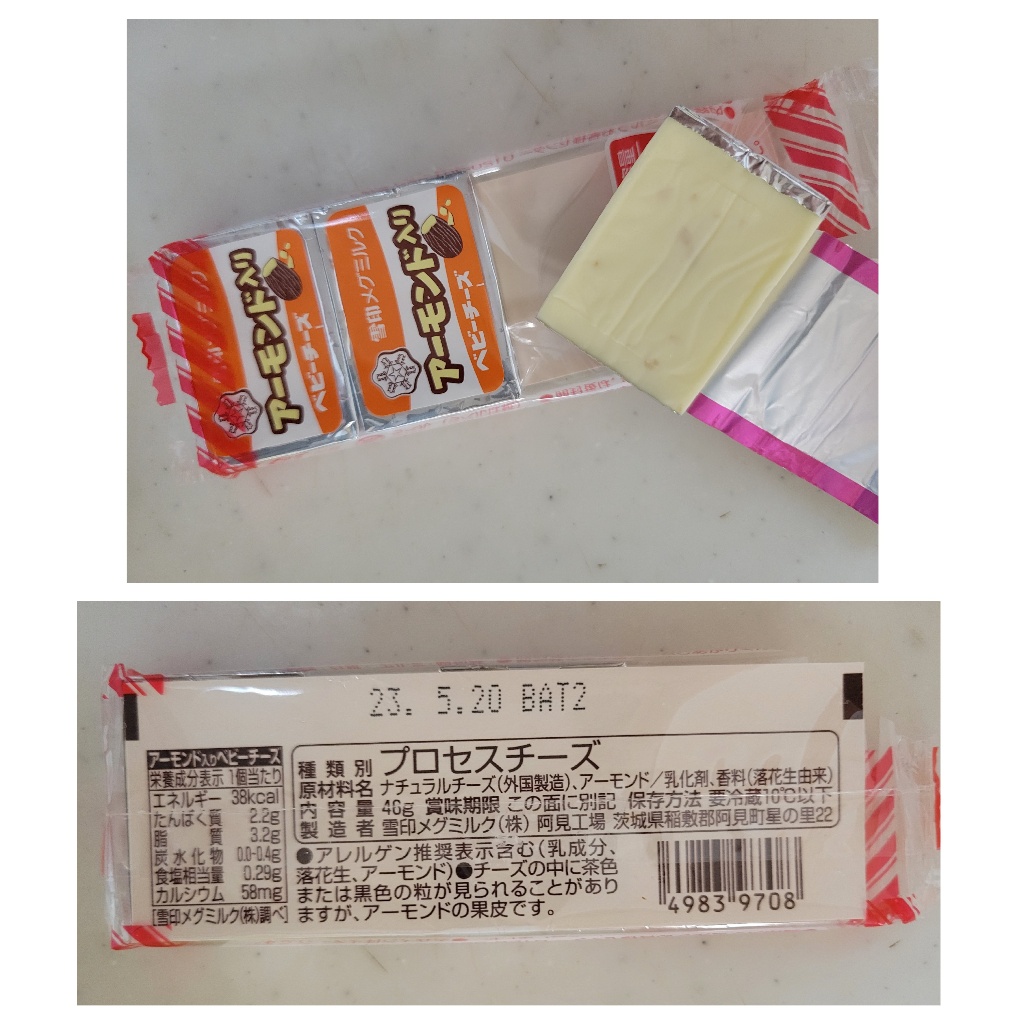 アーモンド入り
ベビーチーズ
雪印メグミルク
アーモンド入り
ベビーチーズ
23. 5.20 BAT2
アーモンド入りベビーチーズ
栄養成分表示 1個当たり
エネルギー 38kcal
たんぱく質 2.2g
脂 質 3.2g
炭水化物 0.0-0.4g
食塩相当量 0.29g
カルシウム 58mg
[雪印メグミルク(株)調べ]
種類別 プロセスチーズ
原材料名 ナチュラルチーズ(外国製造)、アーモンド/乳化剤、香料(落花生由来)
内容量 46g 賞味期限 この面に別記 保存方法 要冷蔵10℃以下
製造者 雪印メグミルク(株) 阿見工場 茨城県稲敷郡阿見町星の里22
●アレルゲン推奨表示含む(乳成分、
落花生、アーモンド)●チーズの中に茶色
または黒色の粒が見られることがあり
ますが、アーモンドの果皮です。
4983 9708